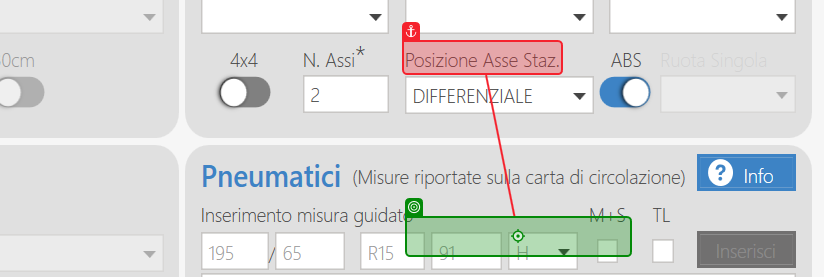 0cm
4x4
N. Assi*
Posizione Asse Staz.
ABS
Ruota Singola
2
DIFFERENZIALE
Pneumatici (Misure riportate sulla carta di circolazione)
? Info
Inserimento misura guidato
M+S
TL
195 / 65 R15 91 H
Inserisci